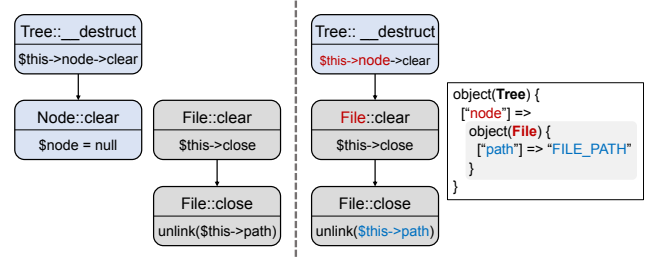 Tree::__destruct
$this->node->clear
Node::clear
$node = null
File::clear
$this->close
File::close
unlink($this->path)
Tree:: __destruct
$this->node->clear
File::clear
$this->close
File::close
unlink($this->path)
object(Tree) {
[“node”] =>
object(File) {
[“path”] => “FILE_PATH”
}
}